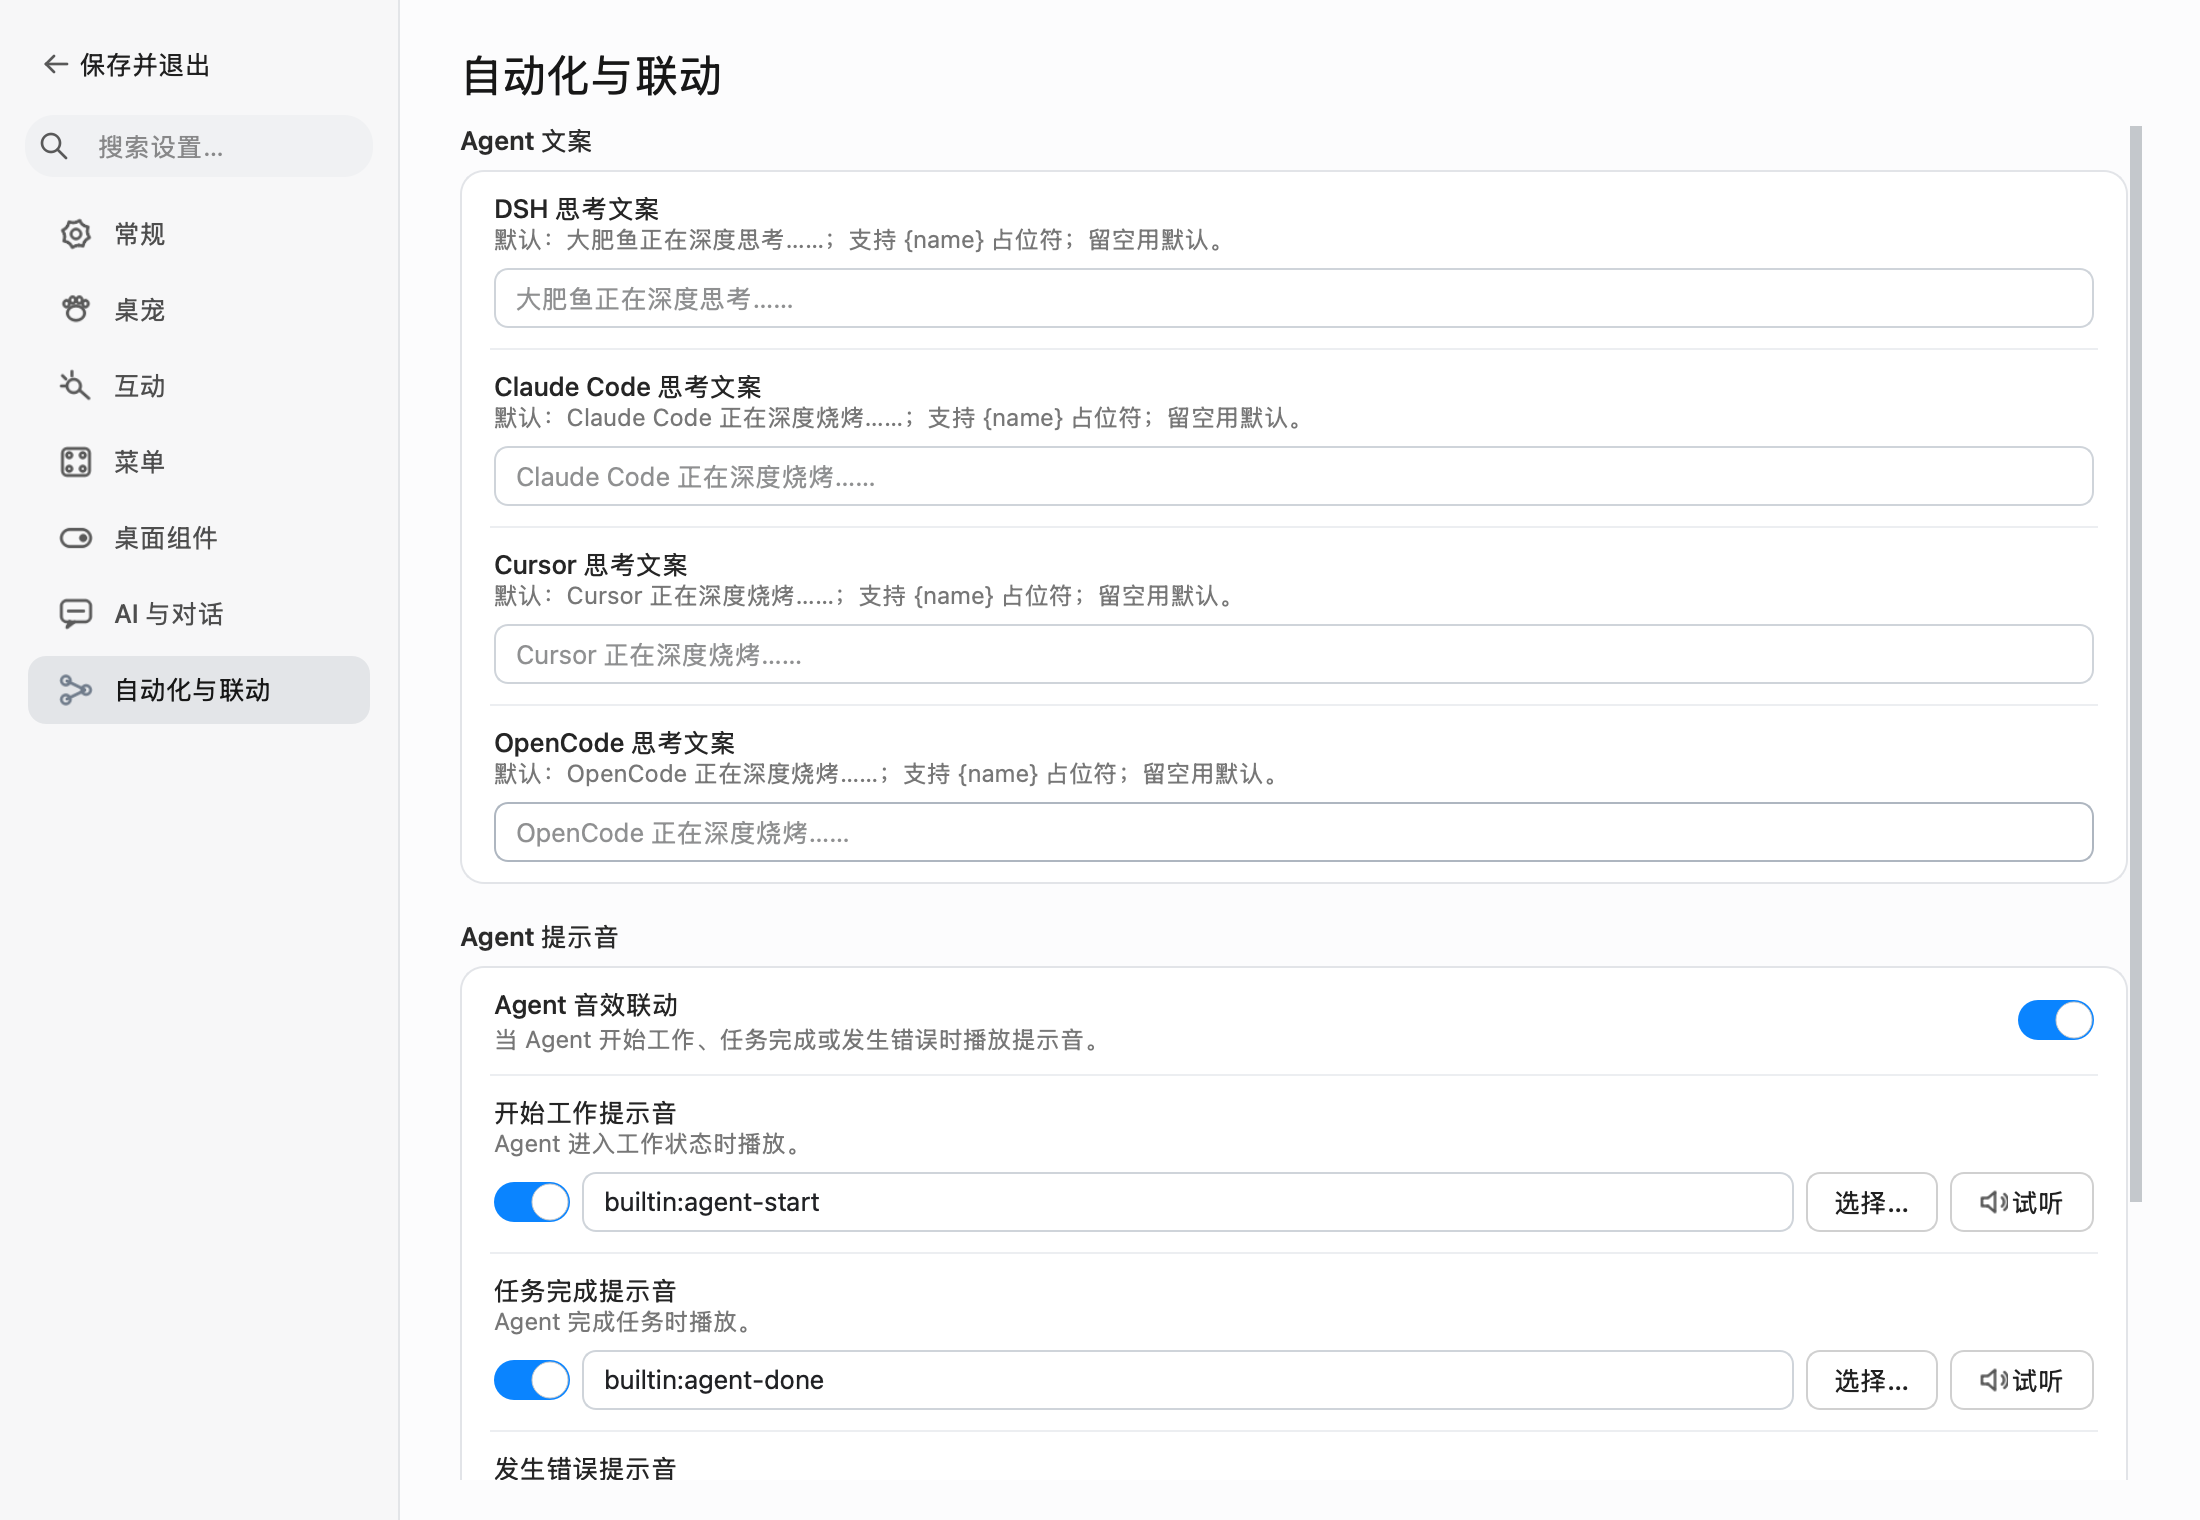 保存并退出
搜索设置...
常规
桌宠
互动
菜单
桌面组件
AI 与对话
自动化与联动
自动化与联动
Agent 文案
DSH 思考文案
默认：大肥鱼正在深度思考……；支持 {name} 占位符；留空用默认。
大肥鱼正在深度思考……
Claude Code 思考文案
默认：Claude Code 正在深度烧烤……；支持 {name} 占位符；留空用默认。
Claude Code 正在深度烧烤……
Cursor 思考文案
默认：Cursor 正在深度烧烤……；支持 {name} 占位符；留空用默认。
Cursor 正在深度烧烤……
OpenCode 思考文案
默认：OpenCode 正在深度烧烤……；支持 {name} 占位符；留空用默认。
OpenCode 正在深度烧烤……
Agent 提示音
Agent 音效联动
当 Agent 开始工作、任务完成或发生错误时播放提示音。
开始工作提示音
Agent 进入工作状态时播放。
builtin:agent-start 选择... 试听
任务完成提示音
Agent 完成任务时播放。
builtin:agent-done 选择... 试听
发生错误提示音